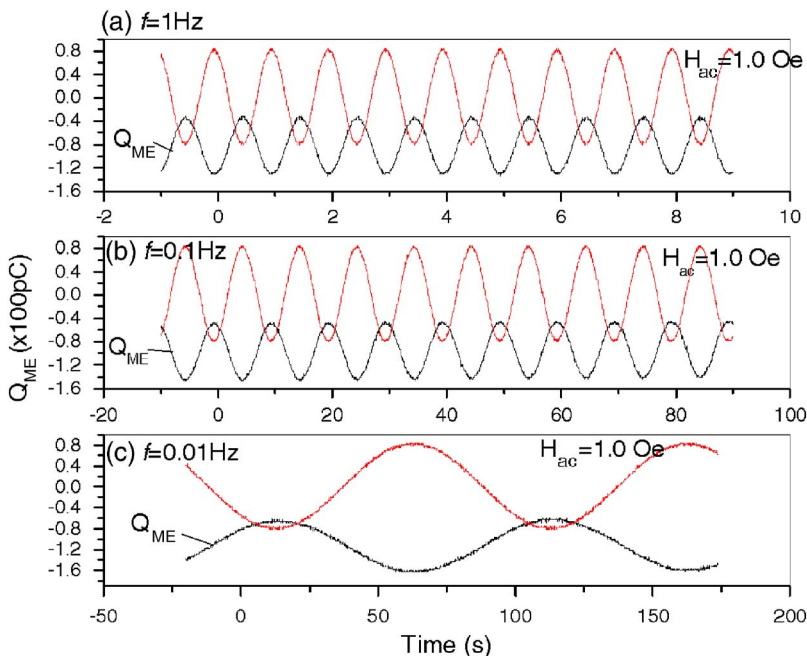 (a) f=1Hz
H_ac=1.0 Oe
Q_ME
0.8
0.4
0.0
-0.4
-0.8
-1.2
-1.6
-2 0 2 4 6 8 10
(b) f=0.1Hz
H_ac=1.0 Oe
Q_ME
0.8
0.4
0.0
-0.4
-0.8
-1.2
-1.6
-20 0 20 40 60 80 100
Q_ME (x100pC)
(c) f=0.01Hz
H_ac=1.0 Oe
Q_ME
0.8
0.4
0.0
-0.4
-0.8
-1.2
-1.6
-50 0 50 100 150 200
Time (s)